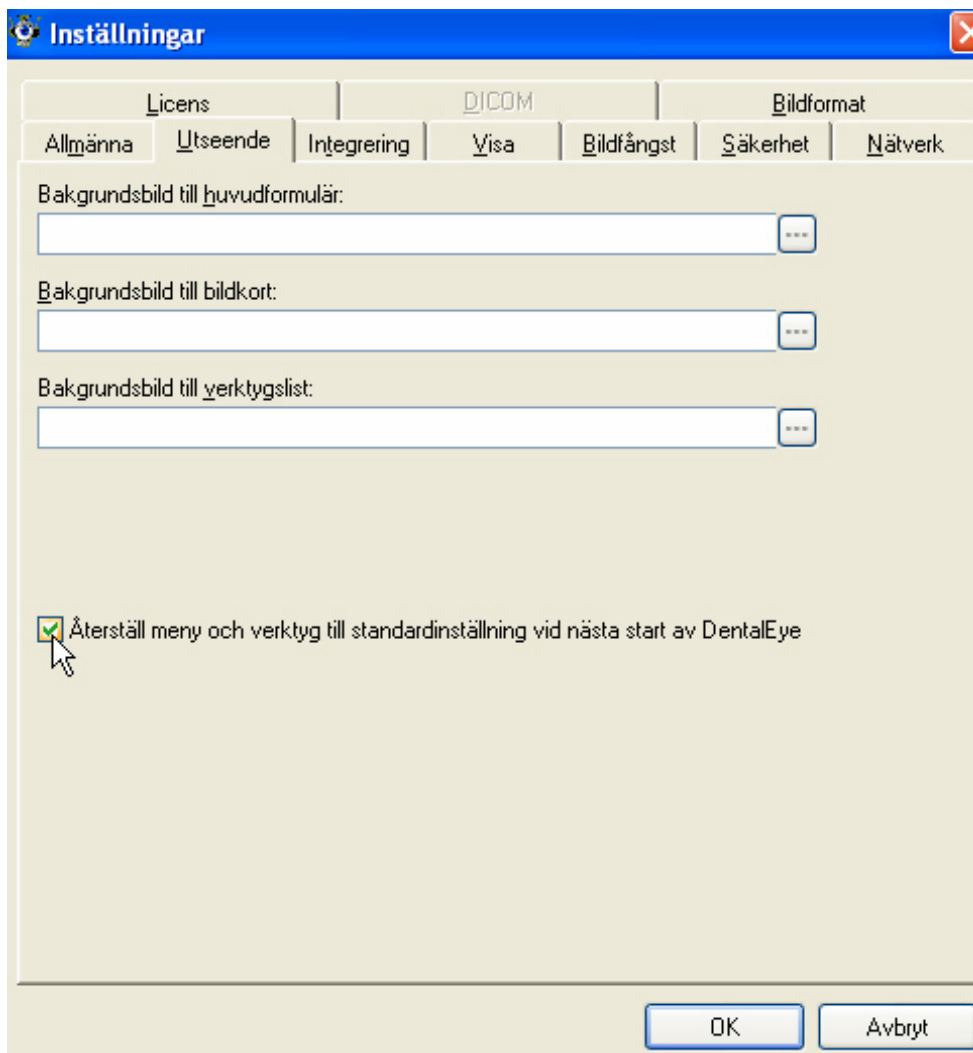 Inställningar
Licens DICOM Bildformat
Allmänna Utseende Integrering Visa Bildfångst Säkerhet Nätverk
Bakgrundsbild till huvudformulär:
...
Bakgrundsbild till bildkort:
...
Bakgrundsbild till verktygslist:
...
Återställ meny och verktyg till standardinställning vid nästa start av DentalEye
OK Avbryt